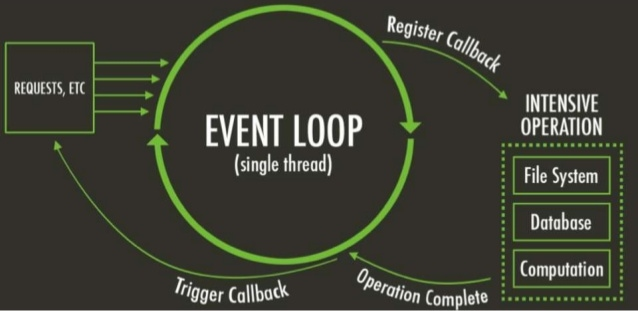 REQUESTS, ETC
EVENT LOOP
(single thread)
Register Callback
INTENSIVE
OPERATION
File System
Database
Computation
Operation Complete
Trigger Callback